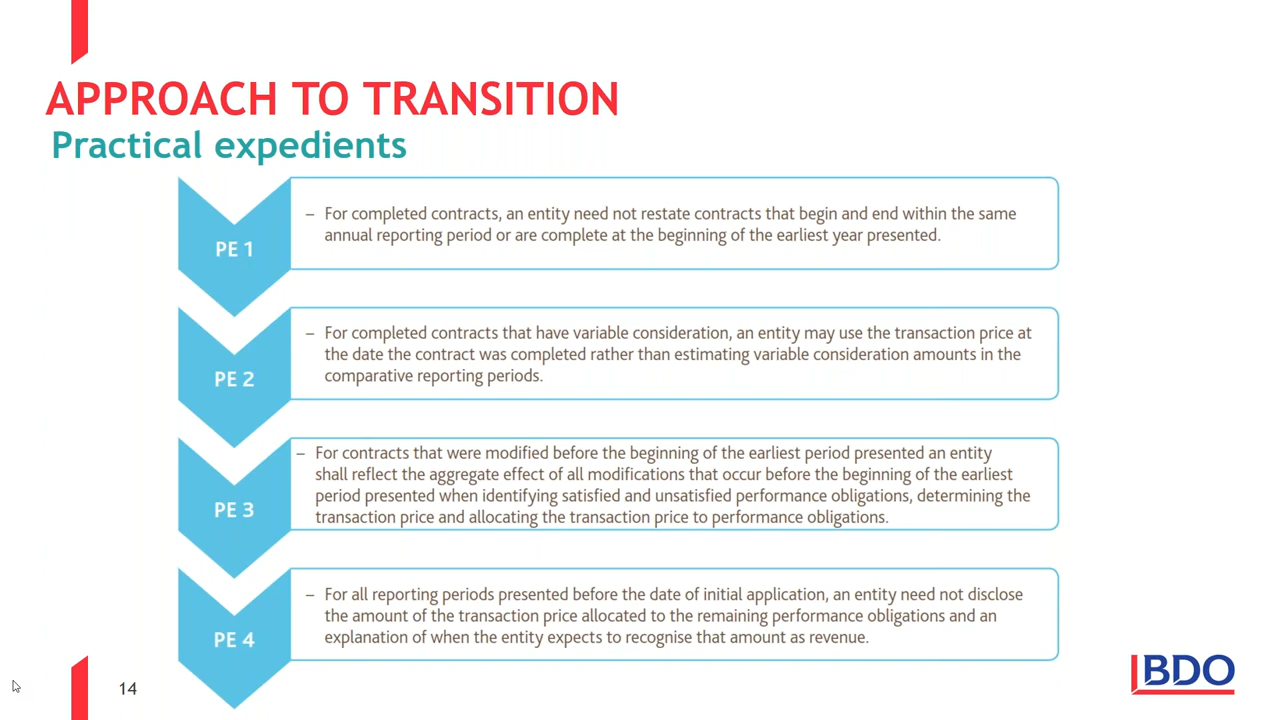 APPROACH TO TRANSITION
Practical expedients
PE 1
– For completed contracts, an entity need not restate contracts that begin and end within the same
annual reporting period or are complete at the beginning of the earliest year presented.
PE 2
– For completed contracts that have variable consideration, an entity may use the transaction price at
the date the contract was completed rather than estimating variable consideration amounts in the
comparative reporting periods.
PE 3
– For contracts that were modified before the beginning of the earliest period presented an entity
shall reflect the aggregate effect of all modifications that occur before the beginning of the earliest
period presented when identifying satisfied and unsatisfied performance obligations, determining the
transaction price and allocating the transaction price to performance obligations.
PE 4
– For all reporting periods presented before the date of initial application, an entity need not disclose
the amount of the transaction price allocated to the remaining performance obligations and an
explanation of when the entity expects to recognise that amount as revenue.
14
BDO